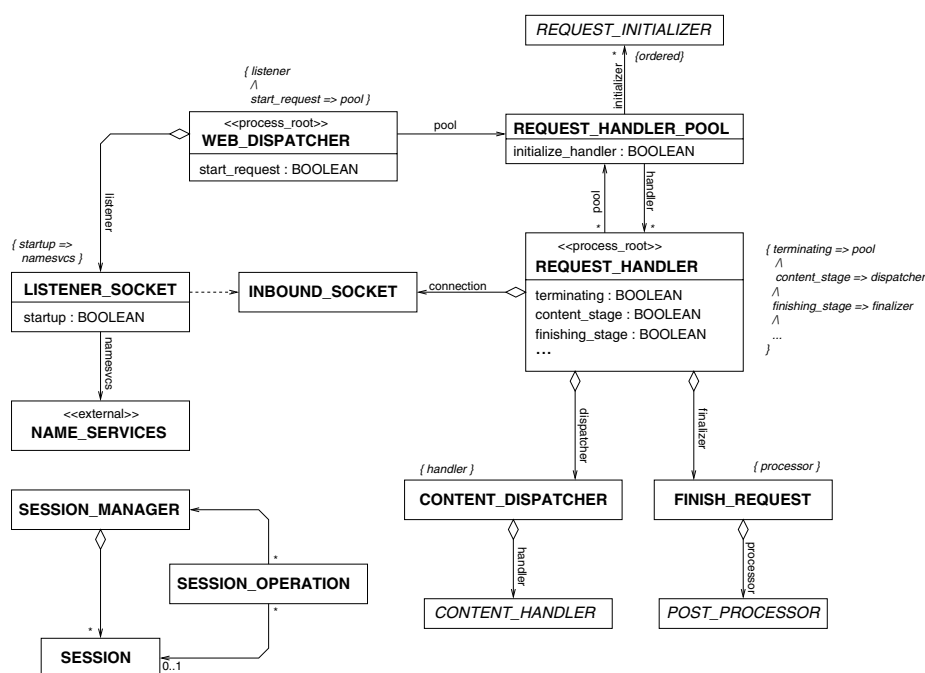 REQUEST_INITIALIZER
* {ordered}
initializer
{ listener
/\
start_request => pool }
<<process_root>>
WEB_DISPATCHER
start_request : BOOLEAN
pool
REQUEST_HANDLER_POOL
initialize_handler : BOOLEAN
listener
pool
handler
* *
{ startup =>
namesvcs }
LISTENER_SOCKET
startup : BOOLEAN
INBOUND_SOCKET
connection
<<process_root>>
REQUEST_HANDLER
terminating : BOOLEAN
content_stage : BOOLEAN
finishing_stage : BOOLEAN
...
{ terminating => pool
/\
content_stage => dispatcher
/\
finishing_stage => finalizer
/\
...
}
namesvcs
<<external>>
NAME_SERVICES
dispatcher
finalizer
{ handler }
CONTENT_DISPATCHER
{ processor }
FINISH_REQUEST
handler
processor
CONTENT_HANDLER
POST_PROCESSOR
SESSION_MANAGER
*
SESSION_OPERATION
*
*
SESSION
0..1